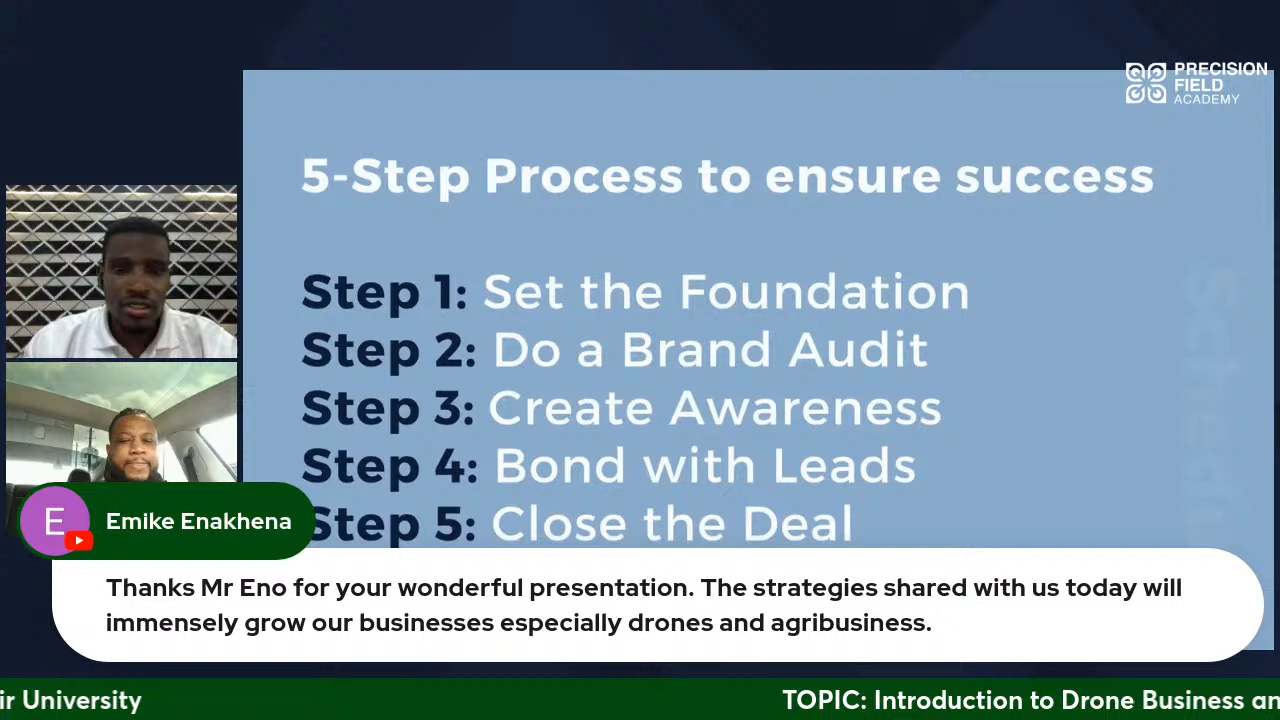 PRECISION
FIELD
ACADEMY
5-Step Process to ensure success
Step 1: Set the Foundation
Step 2: Do a Brand Audit
Step 3: Create Awareness
Step 4: Bond with Leads
Step 5: Close the Deal
E
Emike Enakhena
Thanks Mr Eno for your wonderful presentation. The strategies shared with us today will
immensely grow our businesses especially drones and agribusiness.
ir University
TOPIC: Introduction to Drone Business an